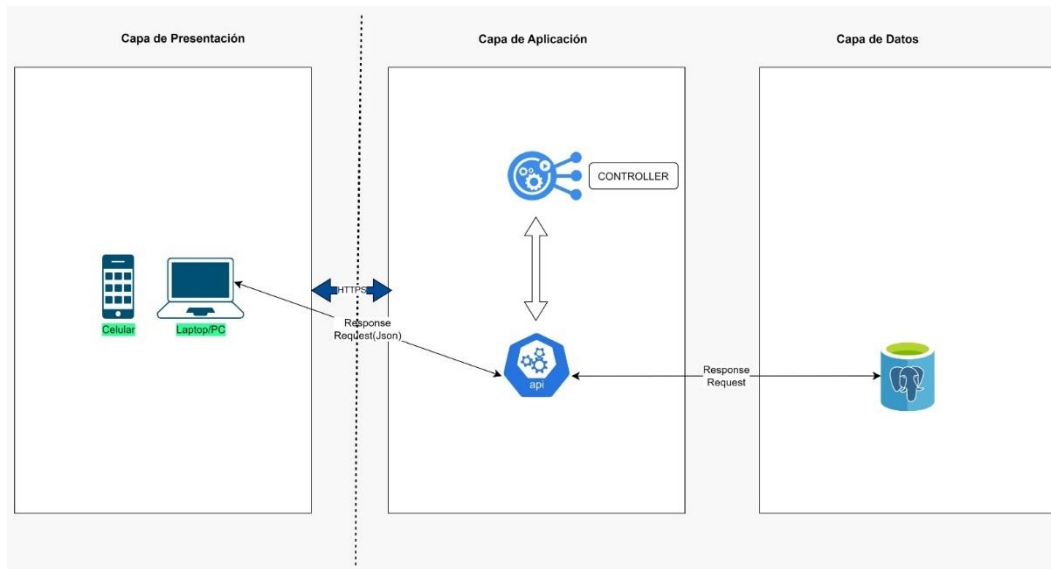 Capa de Presentación
Capa de Aplicación
Capa de Datos
CONTROLLER
HTTPS
Celular
Laptop/PC
Response
Request(Json)
api
Response
Request